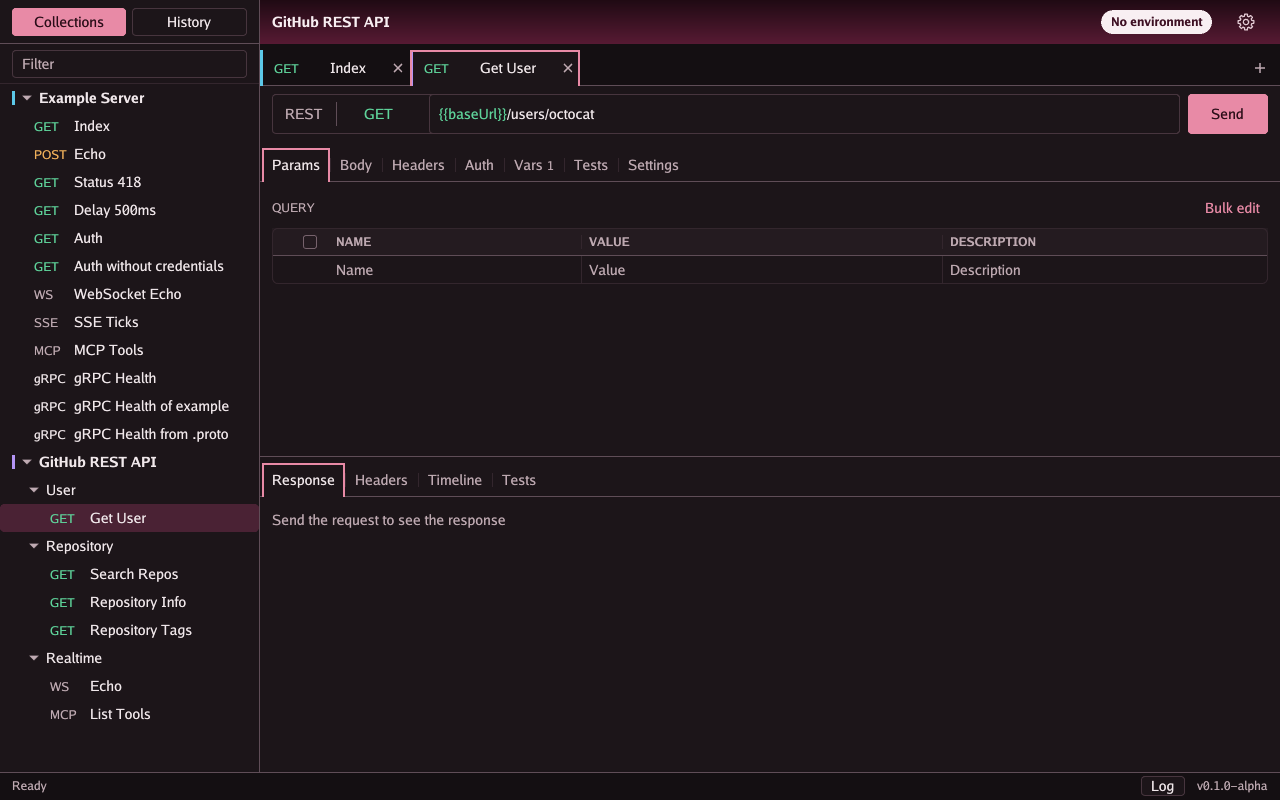 Collections
History
GitHub REST API
No environment
Filter
GET Index
GET Get User
Example Server
GET Index
POST Echo
GET Status 418
GET Delay 500ms
GET Auth
GET Auth without credentials
WS WebSocket Echo
SSE SSE Ticks
MCP MCP Tools
gRPC gRPC Health
gRPC gRPC Health of example
gRPC gRPC Health from .proto
GitHub REST API
User
GET Get User
Repository
GET Search Repos
GET Repository Info
GET Repository Tags
Realtime
WS Echo
MCP List Tools
REST GET {{baseUrl}}/users/octocat Send
Params Body Headers Auth Vars 1 Tests Settings
QUERY Bulk edit
NAME VALUE DESCRIPTION
Name Value Description
Response Headers Timeline Tests
Send the request to see the response
Ready Log v0.1.0-alpha